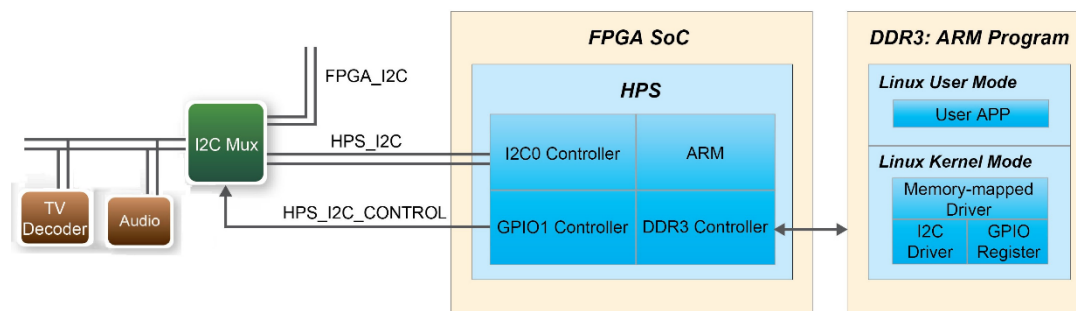 FPGA_I2C
I2C Mux
HPS_I2C
HPS_I2C_CONTROL
TV
Decoder
Audio
FPGA SoC
HPS
I2C0 Controller
ARM
GPIO1 Controller
DDR3 Controller
DDR3: ARM Program
Linux User Mode
User APP
Linux Kernel Mode
Memory-mapped
Driver
I2C
Driver
GPIO
Register